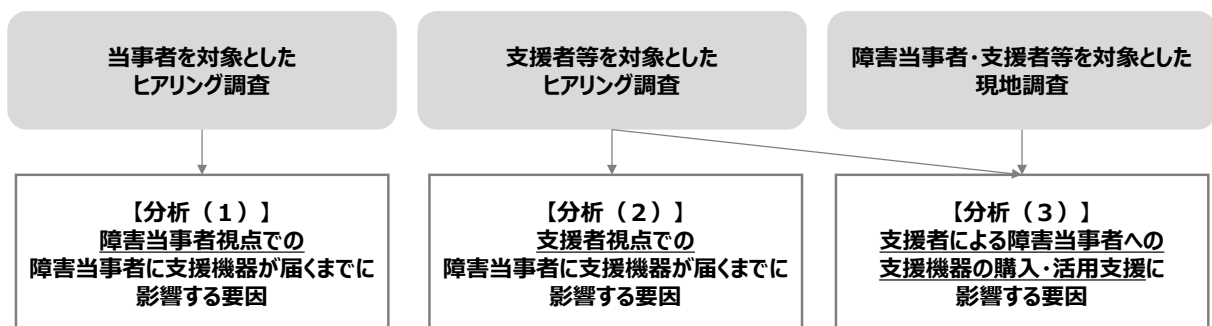 当事者を対象とした
ヒアリング調査
支援者等を対象とした
ヒアリング調査
障害当事者・支援者等を対象とした
現地調査
【分析（１）】
障害当事者視点での
障害当事者に支援機器が届くまでに
影響する要因
【分析（２）】
支援者視点での
障害当事者に支援機器が届くまでに
影響する要因
【分析（３）】
支援者による障害当事者への
支援機器の購入・活用支援に
影響する要因